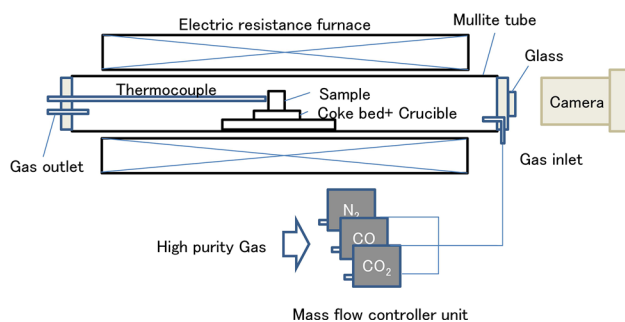 Electric resistance furnace
Mullite tube
Glass
Thermocouple
Sample
Coke bed+ Crucible
Camera
Gas outlet
Gas inlet
N₂
CO
CO₂
High purity Gas
Mass flow controller unit